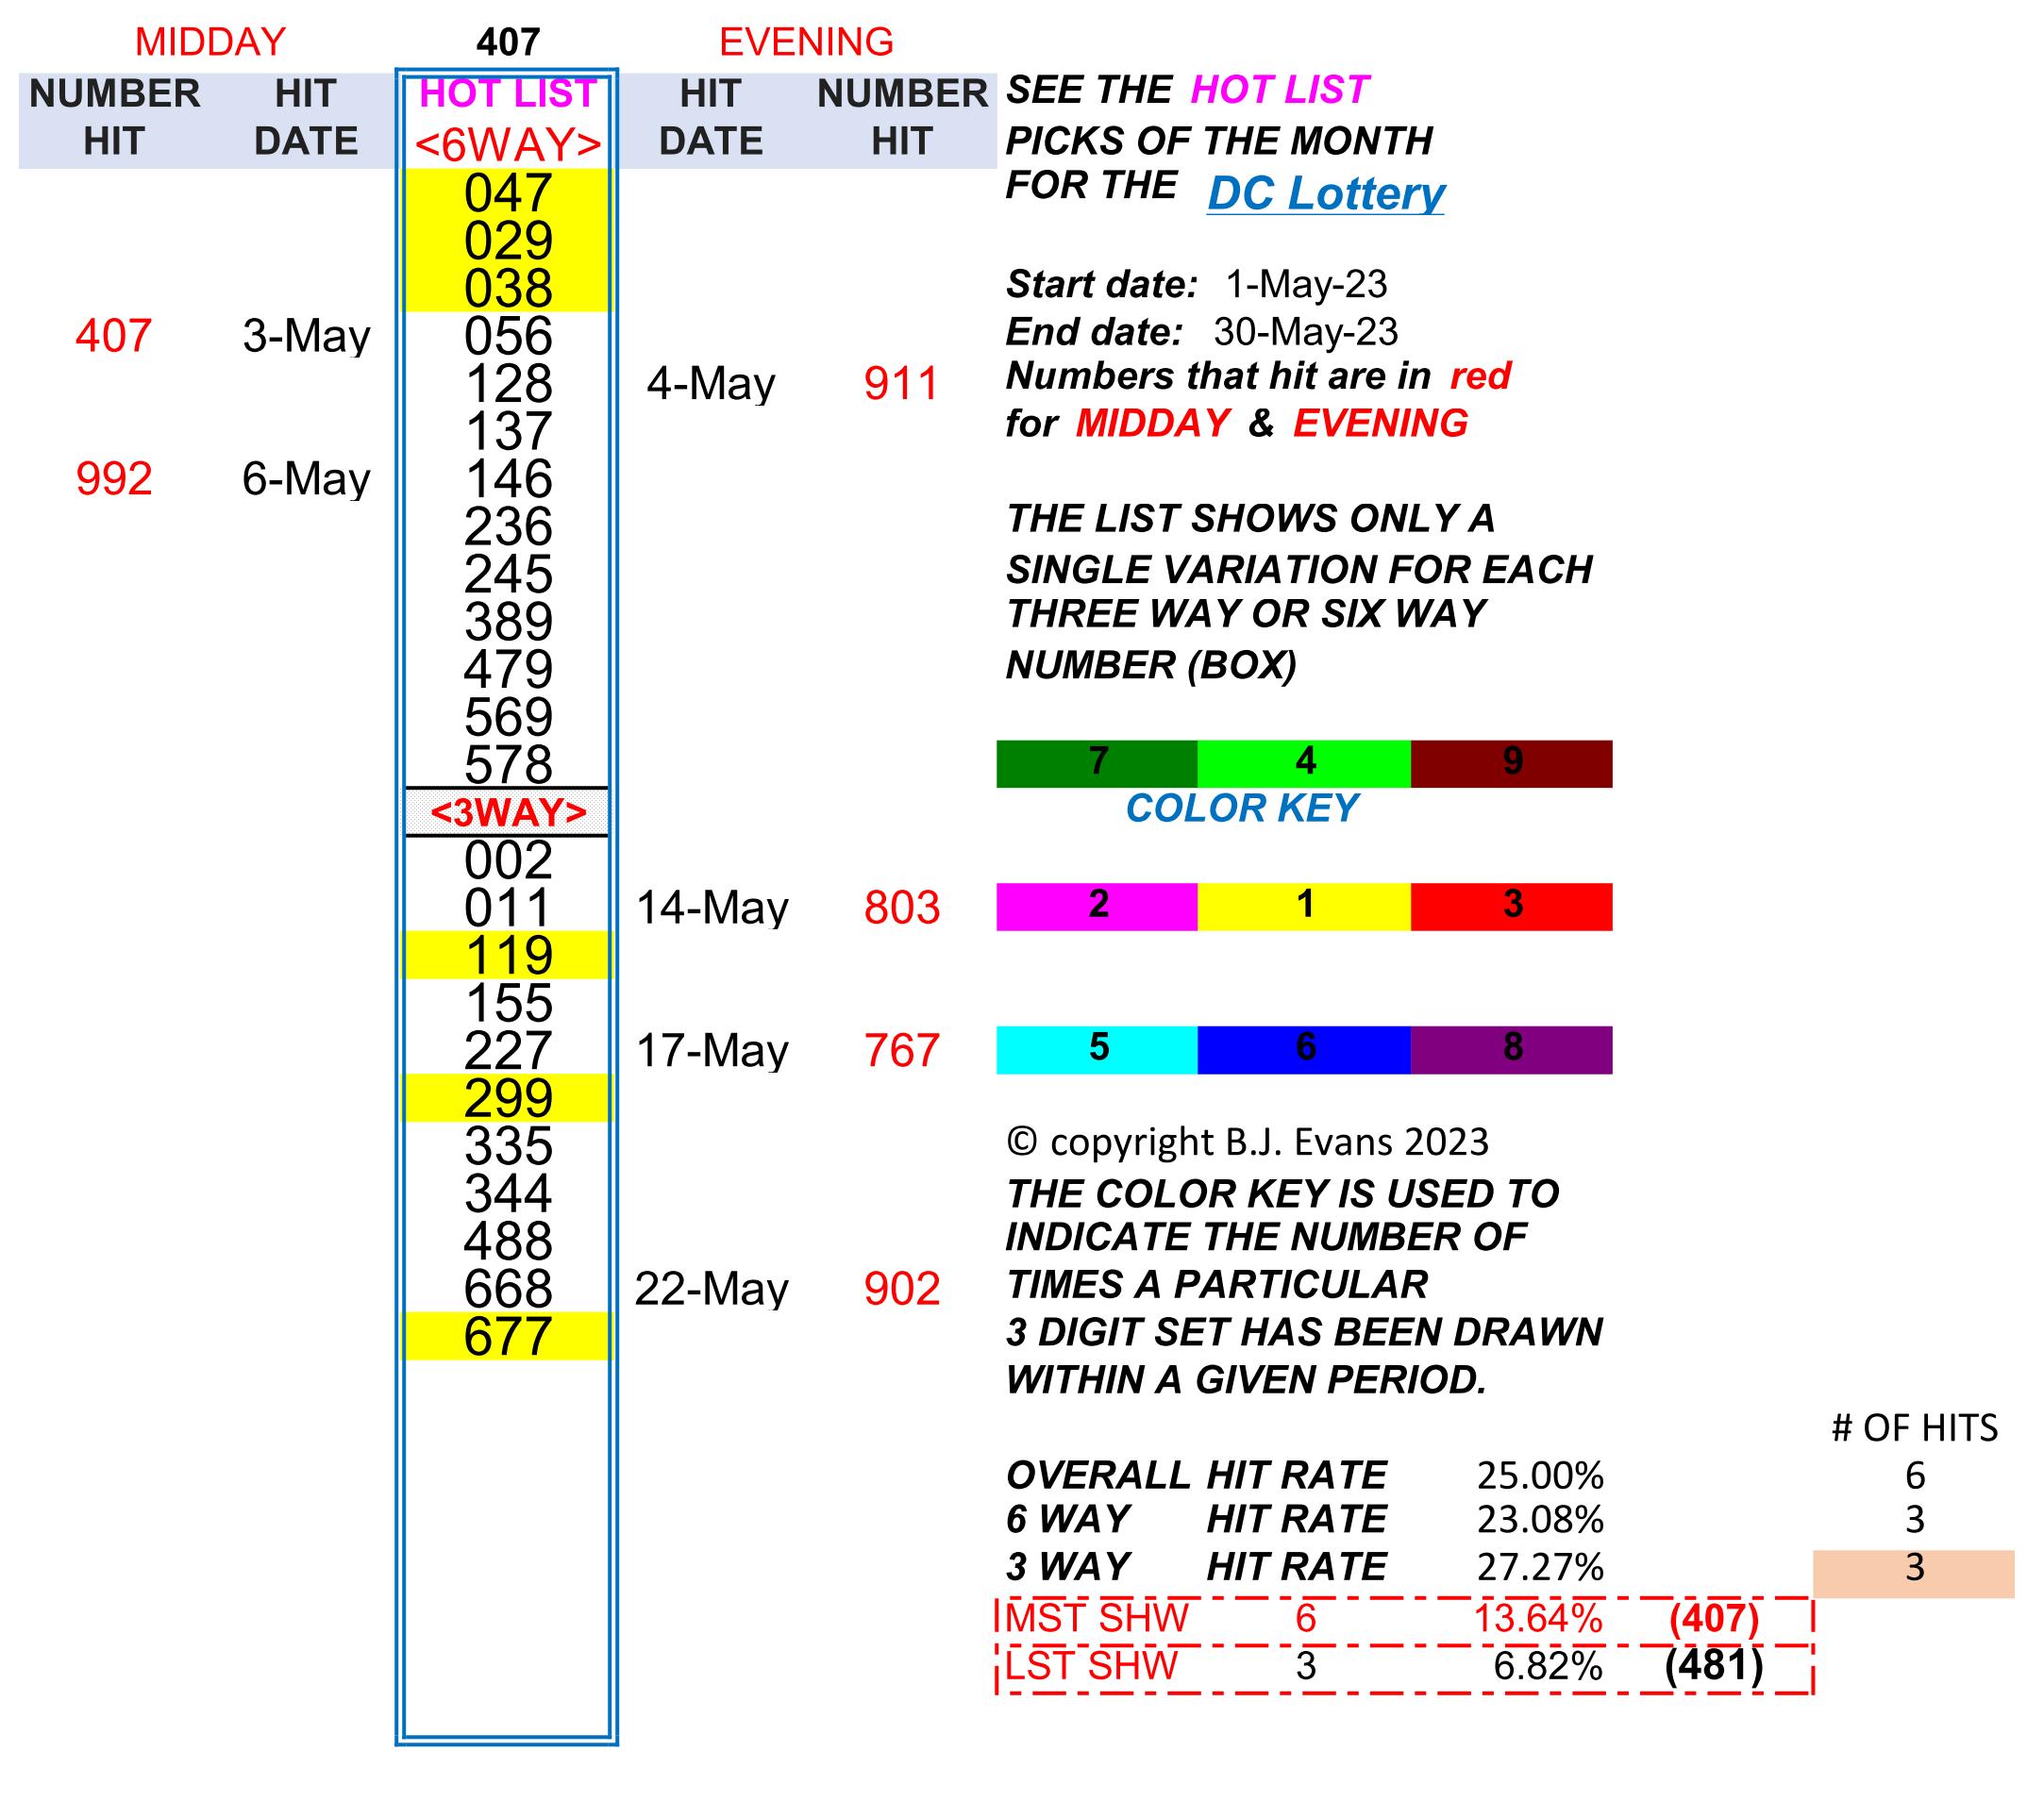 MIDDAY 407 EVENING
NUMBER HIT HOT LIST HIT NUMBER SEE THE HOT LIST
HIT DATE <6WAY> DATE HIT PICKS OF THE MONTH
047 FOR THE DC Lottery
029
038 Start date: 1-May-23
407 3-May 056 End date: 30-May-23
128 4-May 911 Numbers that hit are in red
137 for MIDDAY & EVENING
992 6-May 146
236 THE LIST SHOWS ONLY A
245 SINGLE VARIATION FOR EACH
389 THREE WAY OR SIX WAY
479 NUMBER (BOX)
569
578 7 4 9
<3WAY> COLOR KEY
002
011 14-May 803 2 1 3
119
155
227 17-May 767 5 6 8
299
335 © copyright B.J. Evans 2023
344 THE COLOR KEY IS USED TO
488 INDICATE THE NUMBER OF
668 22-May 902 TIMES A PARTICULAR
677 3 DIGIT SET HAS BEEN DRAWN
WITHIN A GIVEN PERIOD.
# OF HITS
OVERALL HIT RATE 25.00% 6
6 WAY HIT RATE 23.08% 3
3 WAY HIT RATE 27.27% 3
MST SHW 6 13.64% (407)
LST SHW 3 6.82% (481)